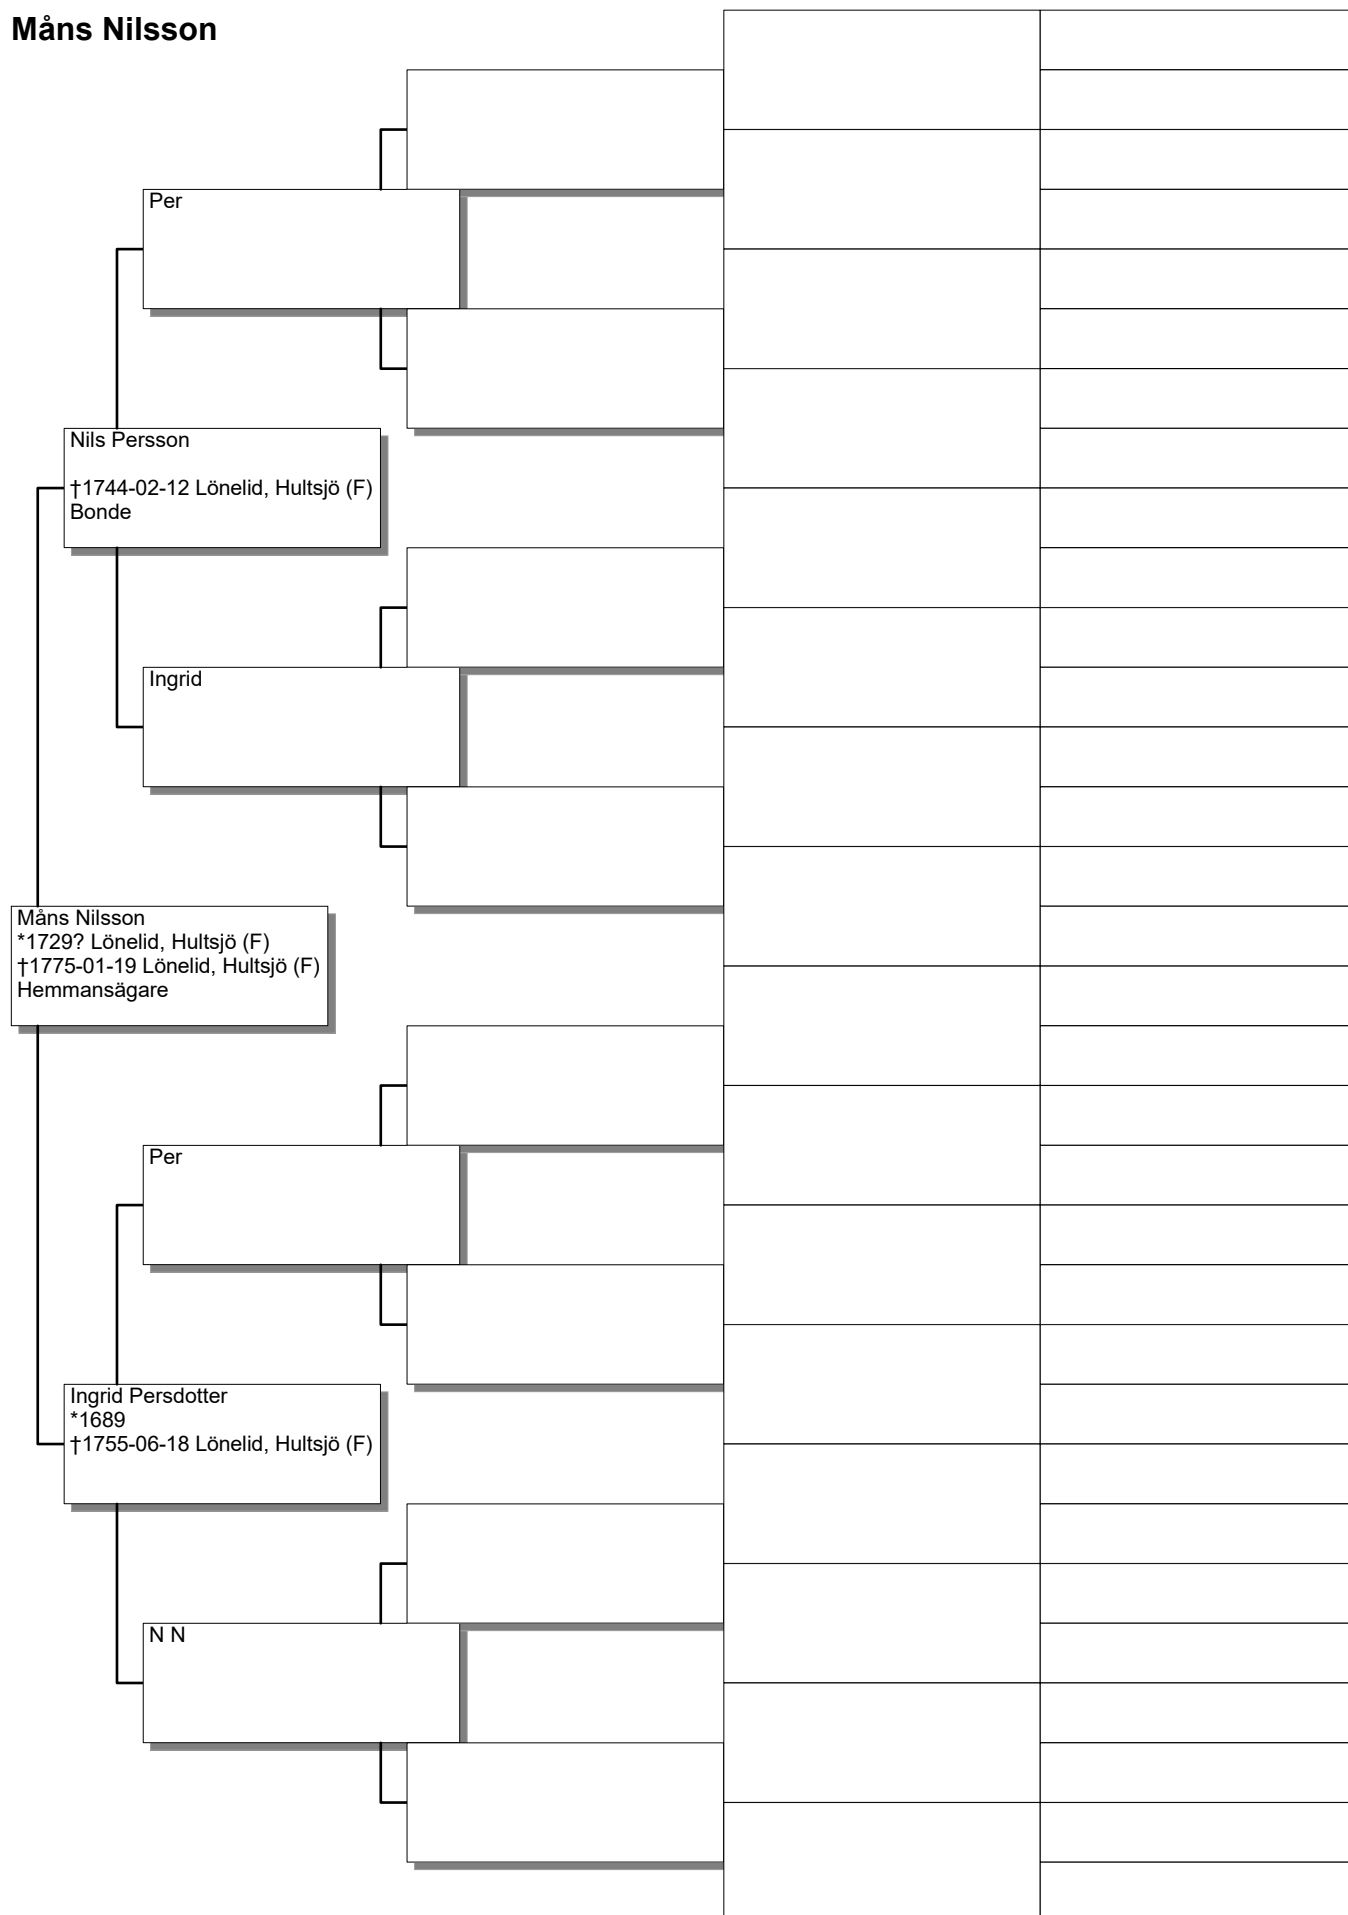 Måns Nilsson
Per
Nils Persson
†1744-02-12 Lönelid, Hultsjö (F)
Bonde
Ingrid
Måns Nilsson
*1729? Lönelid, Hultsjö (F)
†1775-01-19 Lönelid, Hultsjö (F)
Hemmansägare
Per
Ingrid Persdotter
*1689
†1755-06-18 Lönelid, Hultsjö (F)
N N